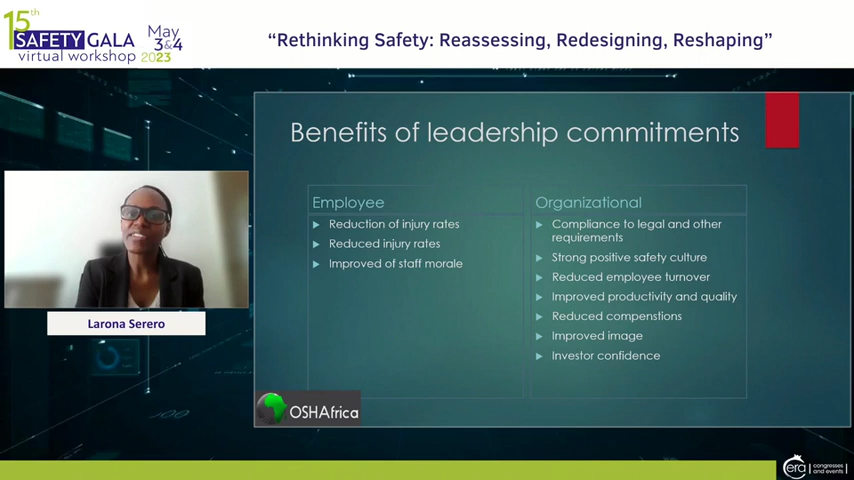 15th
SAFETY GALA
virtual workshop
May
3&4
2023
“Rethinking Safety: Reassessing, Redesigning, Reshaping”
Benefits of leadership commitments
Employee
Reduction of injury rates
Reduced injury rates
Improved of staff morale
Organizational
Compliance to legal and other
requirements
Strong positive safety culture
Reduced employee turnover
Improved productivity and quality
Reduced compenstions
Improved image
Investor confidence
Larona Serero
OSHAfrica
era
congresses
and events